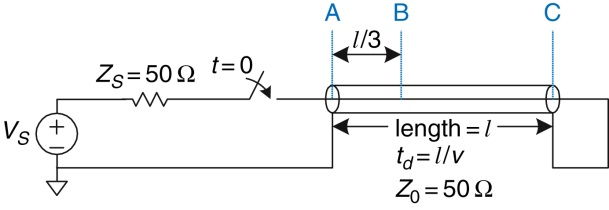 A B C
l/3
Z_S = 50 Ω t = 0
V_S + −
length = l
t_d = l/v
Z_0 = 50 Ω